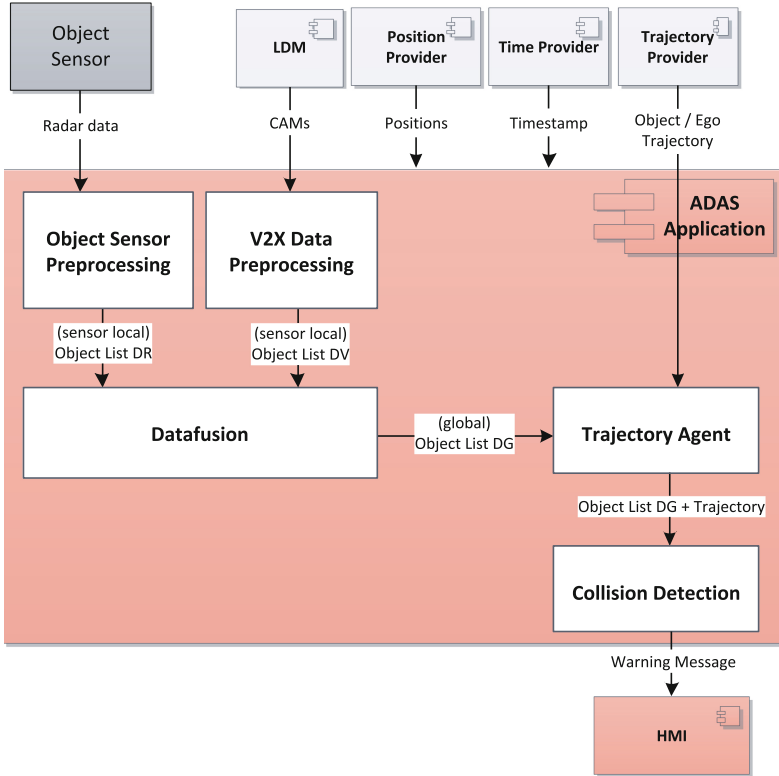 Object
Sensor
LDM
Position
Provider
Time Provider
Trajectory
Provider
Radar data
CAMs
Positions
Timestamp
Object / Ego
Trajectory
ADAS
Application
Object Sensor
Preprocessing
V2X Data
Preprocessing
(sensor local)
Object List DR
(sensor local)
Object List DV
Datafusion
(global)
Object List DG
Trajectory Agent
Object List DG + Trajectory
Collision Detection
Warning Message
HMI